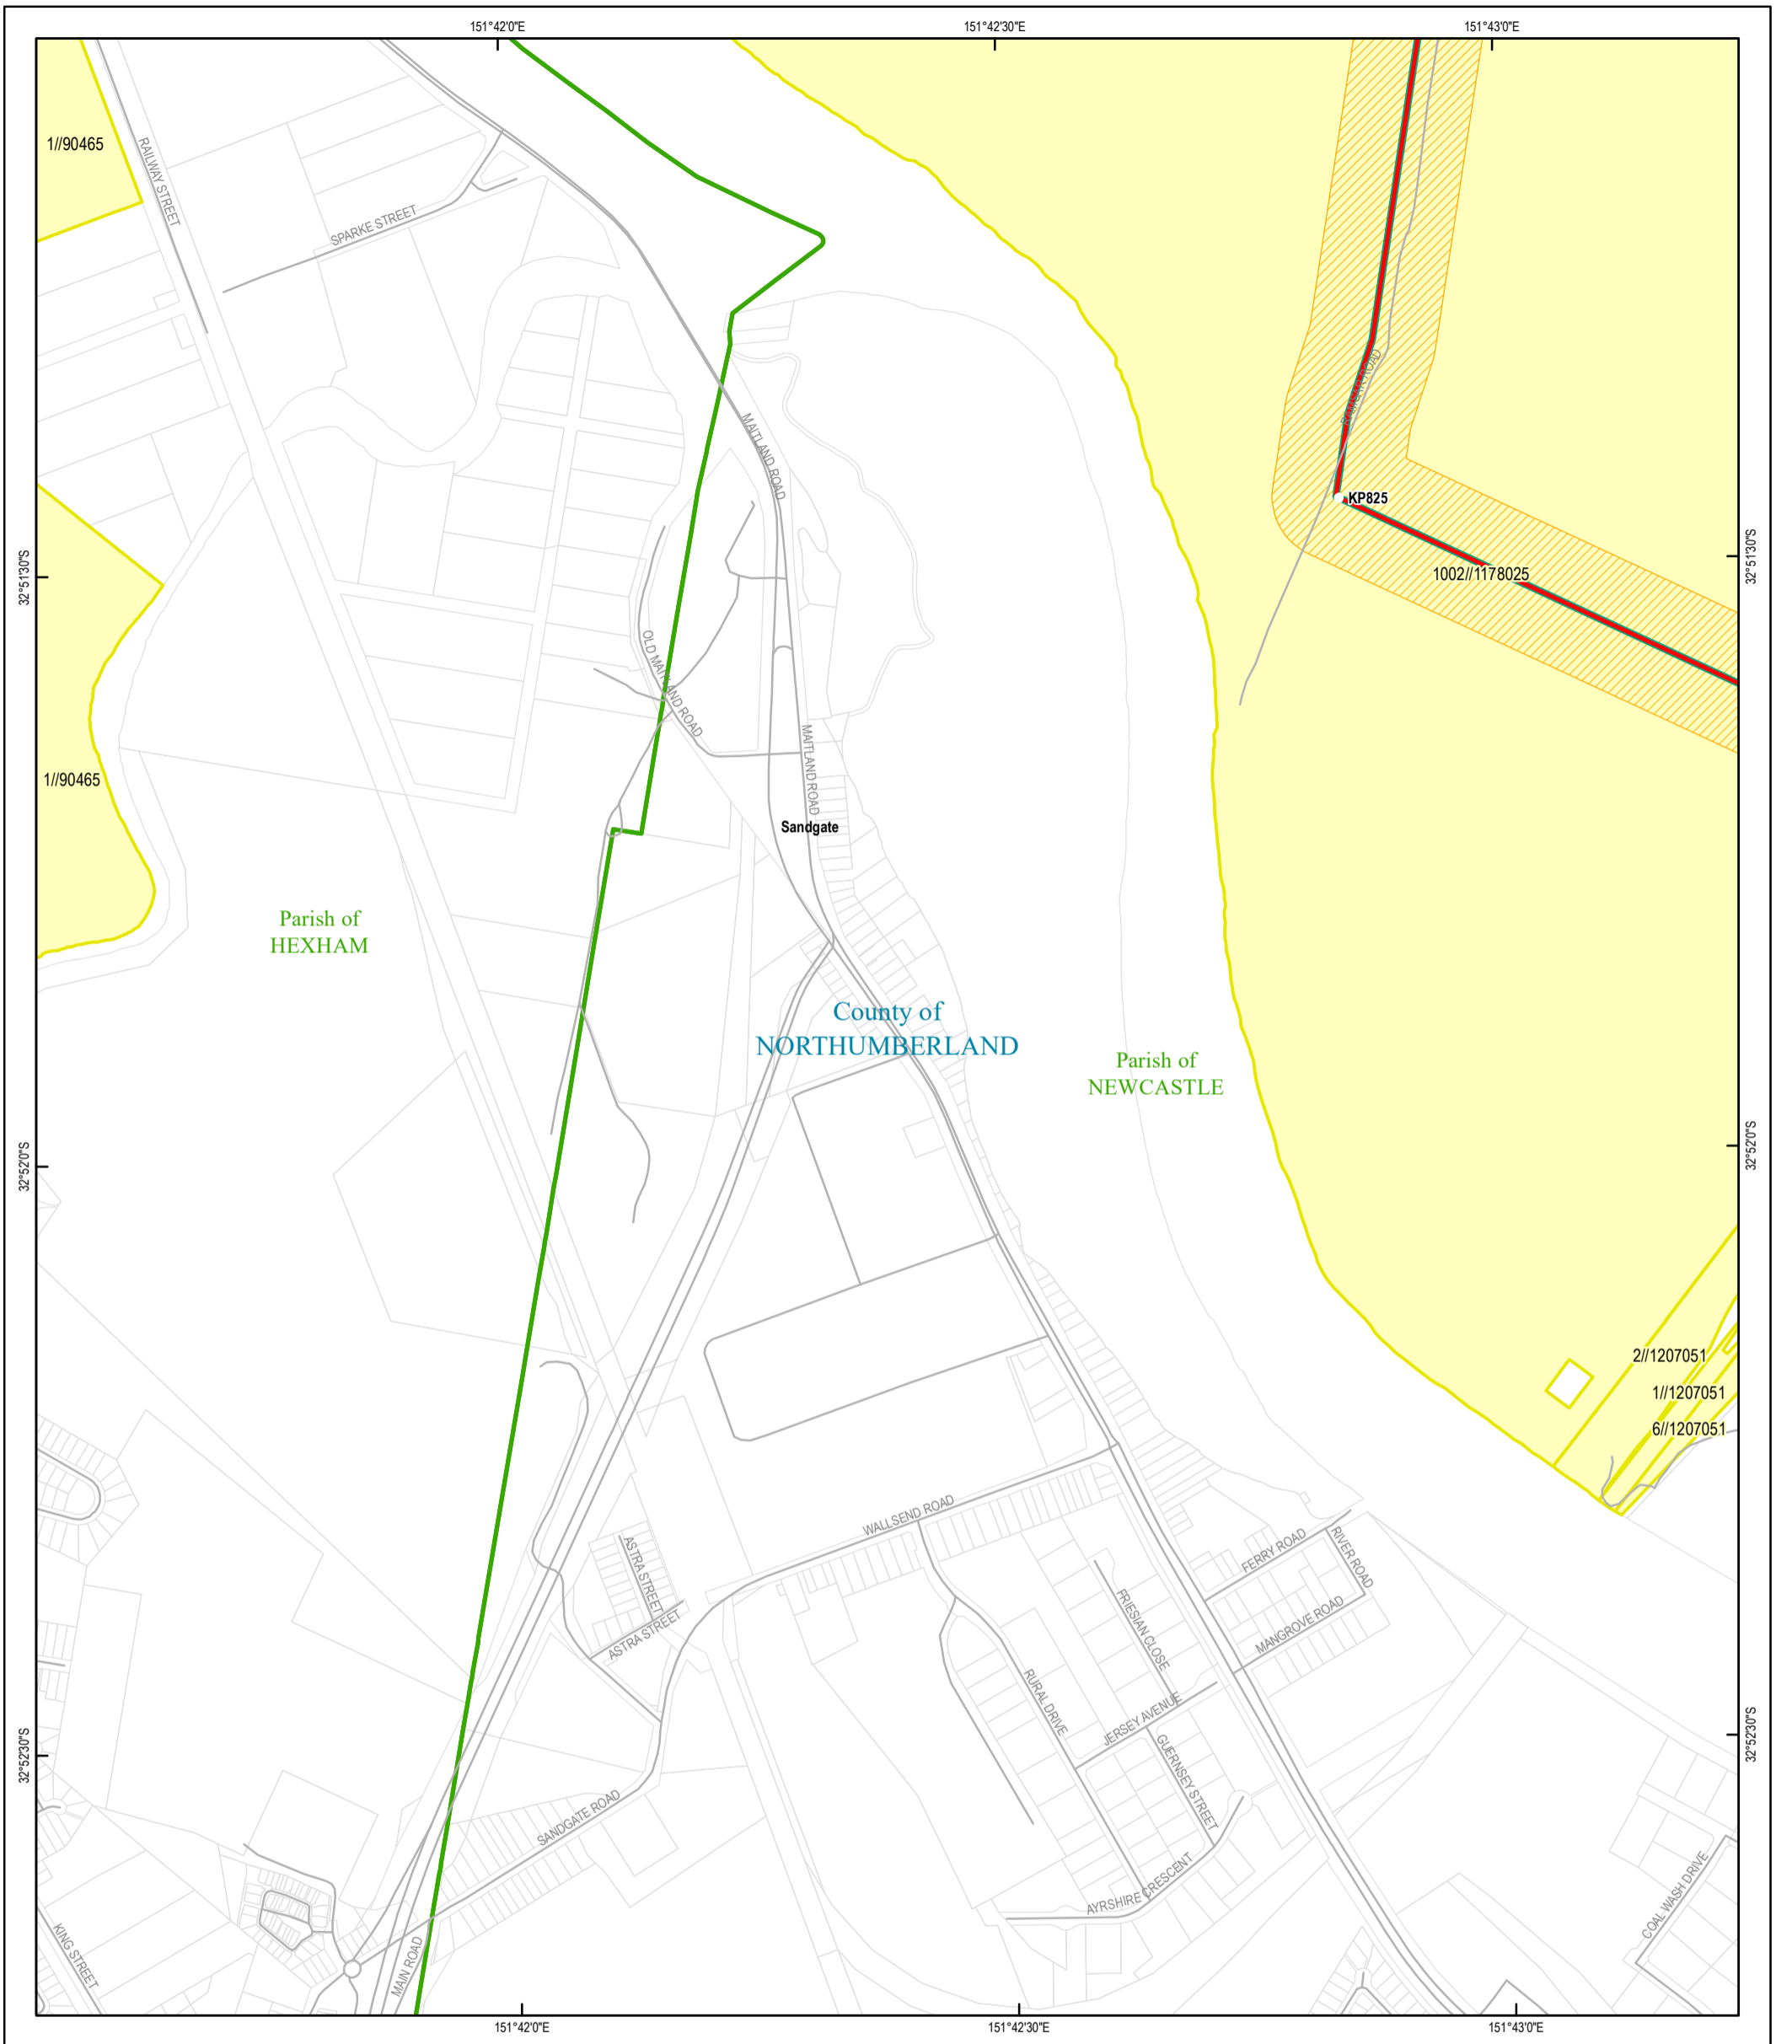 151°42'0"E
151°42'30"E
151°43'0"E
1//90465
RAILWAY STREET
SPARKE STREET
MAITLAND ROAD
KP825
1002//1178025
32°51'30"S
32°51'30"S
OLD MAITLAND ROAD
MAITLAND ROAD
1//90465
Sandgate
Parish of
HEXHAM
County of
NORTHUMBERLAND
Parish of
NEWCASTLE
32°52'0"S
32°52'0"S
2//1207051
1//1207051
6//1207051
WALLSEND ROAD
ASTRA STREET
ASTRA STREET
FERRY ROAD
RIVER ROAD
MANGROVE ROAD
FRIESIAN CLOSE
RURAL DRIVE
JERSEY AVENUE
GUERNSEY STREET
32°52'30"S
32°52'30"S
SANDGATE ROAD
AYRSHIRE CRESCENT
COAL WASH DRIVE
KING STREET
MAIN ROAD
151°42'0"E
151°42'30"E
151°43'0"E